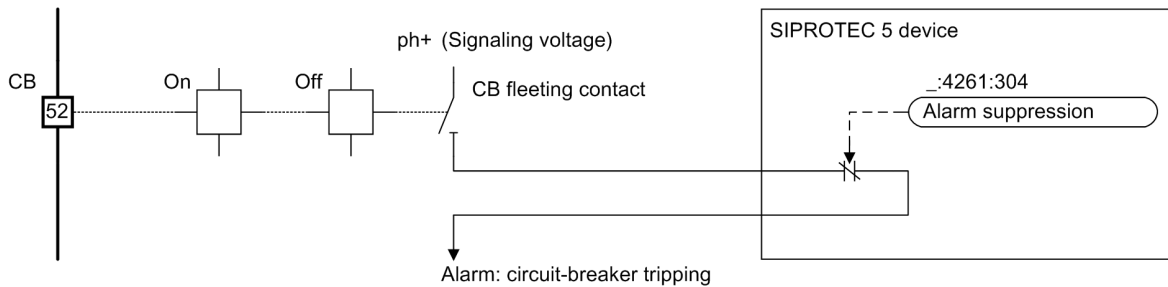 SIPROTEC 5 device
ph+ (Signaling voltage)
CB
On
Off
CB fleeting contact
_:4261:304
52
Alarm suppression
Alarm: circuit-breaker tripping